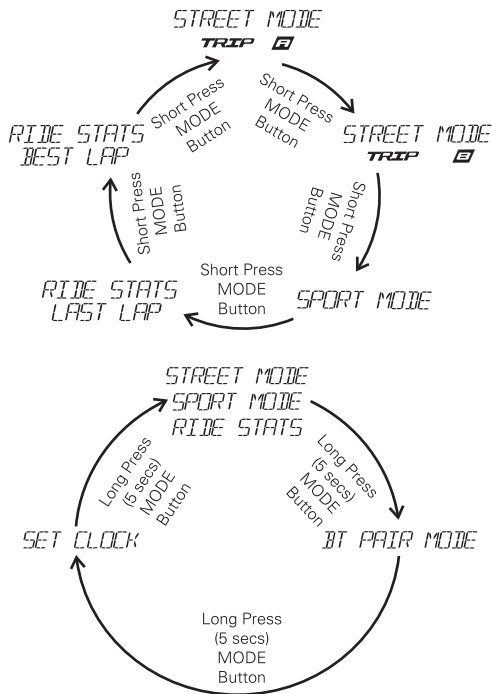 STREET MODE
TRIP A
Short Press
MODE
Button
STREET MODE
TRIP B
Short Press
MODE
Button
SPORT MODE
Short Press
MODE
Button
RIDE STATS
LAST LAP
Short Press
MODE
Button
RIDE STATS
BEST LAP
Short Press
MODE
Button
STREET MODE
SPORT MODE
RIDE STATS
Long Press
(5 secs)
MODE
Button
BT PAIR MODE
Long Press
(5 secs)
MODE
Button
SET CLOCK
Long Press
(5 secs)
MODE
Button